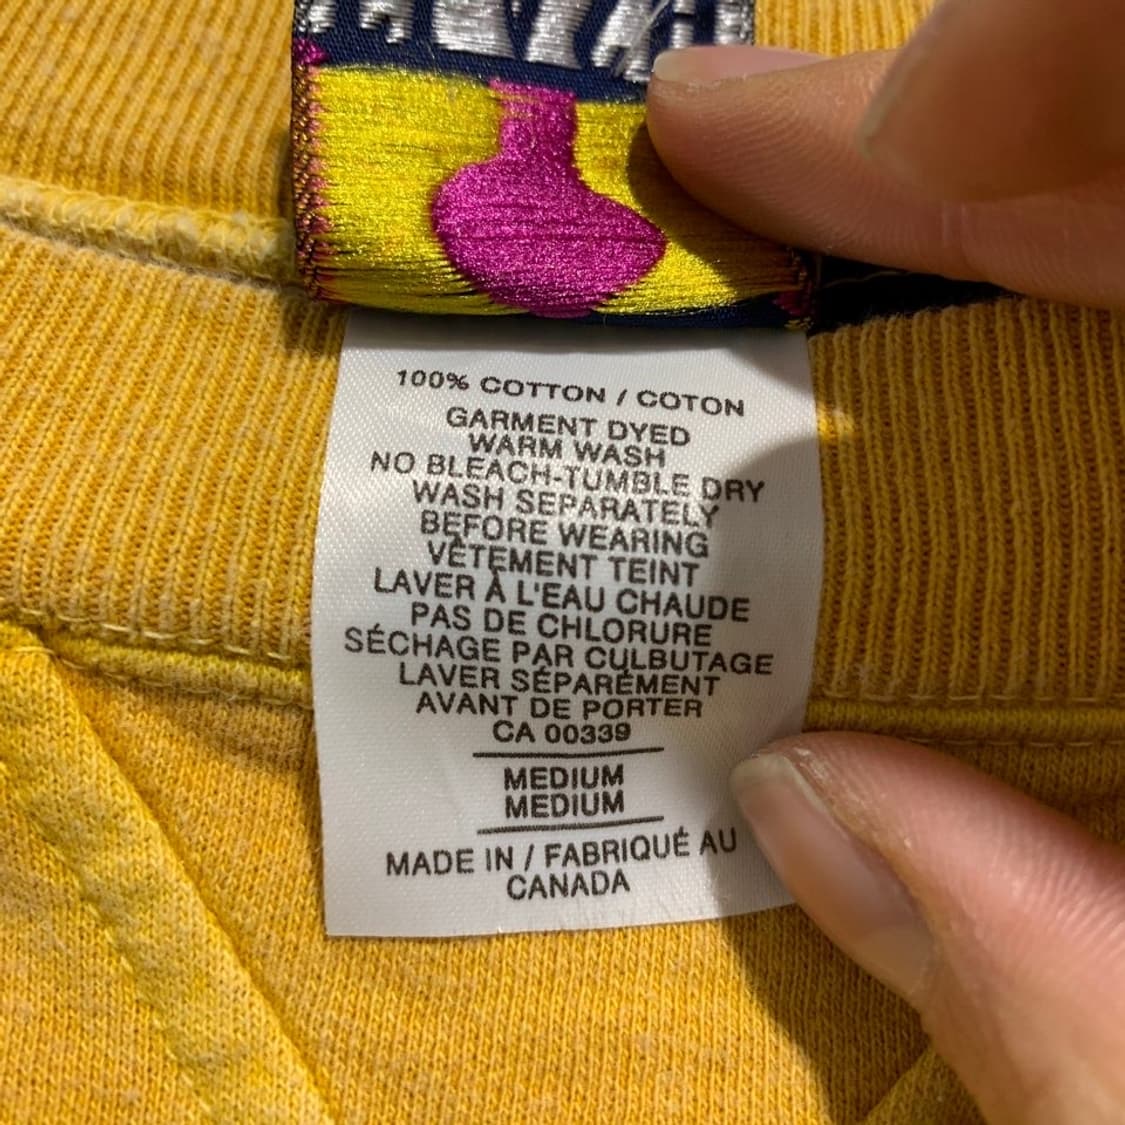 100% COTTON / COTON
GARMENT DYED
WARM WASH
NO BLEACH-TUMBLE DRY
WASH SEPARATELY
BEFORE WEARING
VÊTEMENT TEINT
LAVER À L'EAU CHAUDE
PAS DE CHLORURE
SÉCHAGE PAR CULBUTAGE
LAVER SÉPARÉMENT
AVANT DE PORTER
CA 00339
MEDIUM
MEDIUM
MADE IN / FABRIQUÉ AU
CANADA